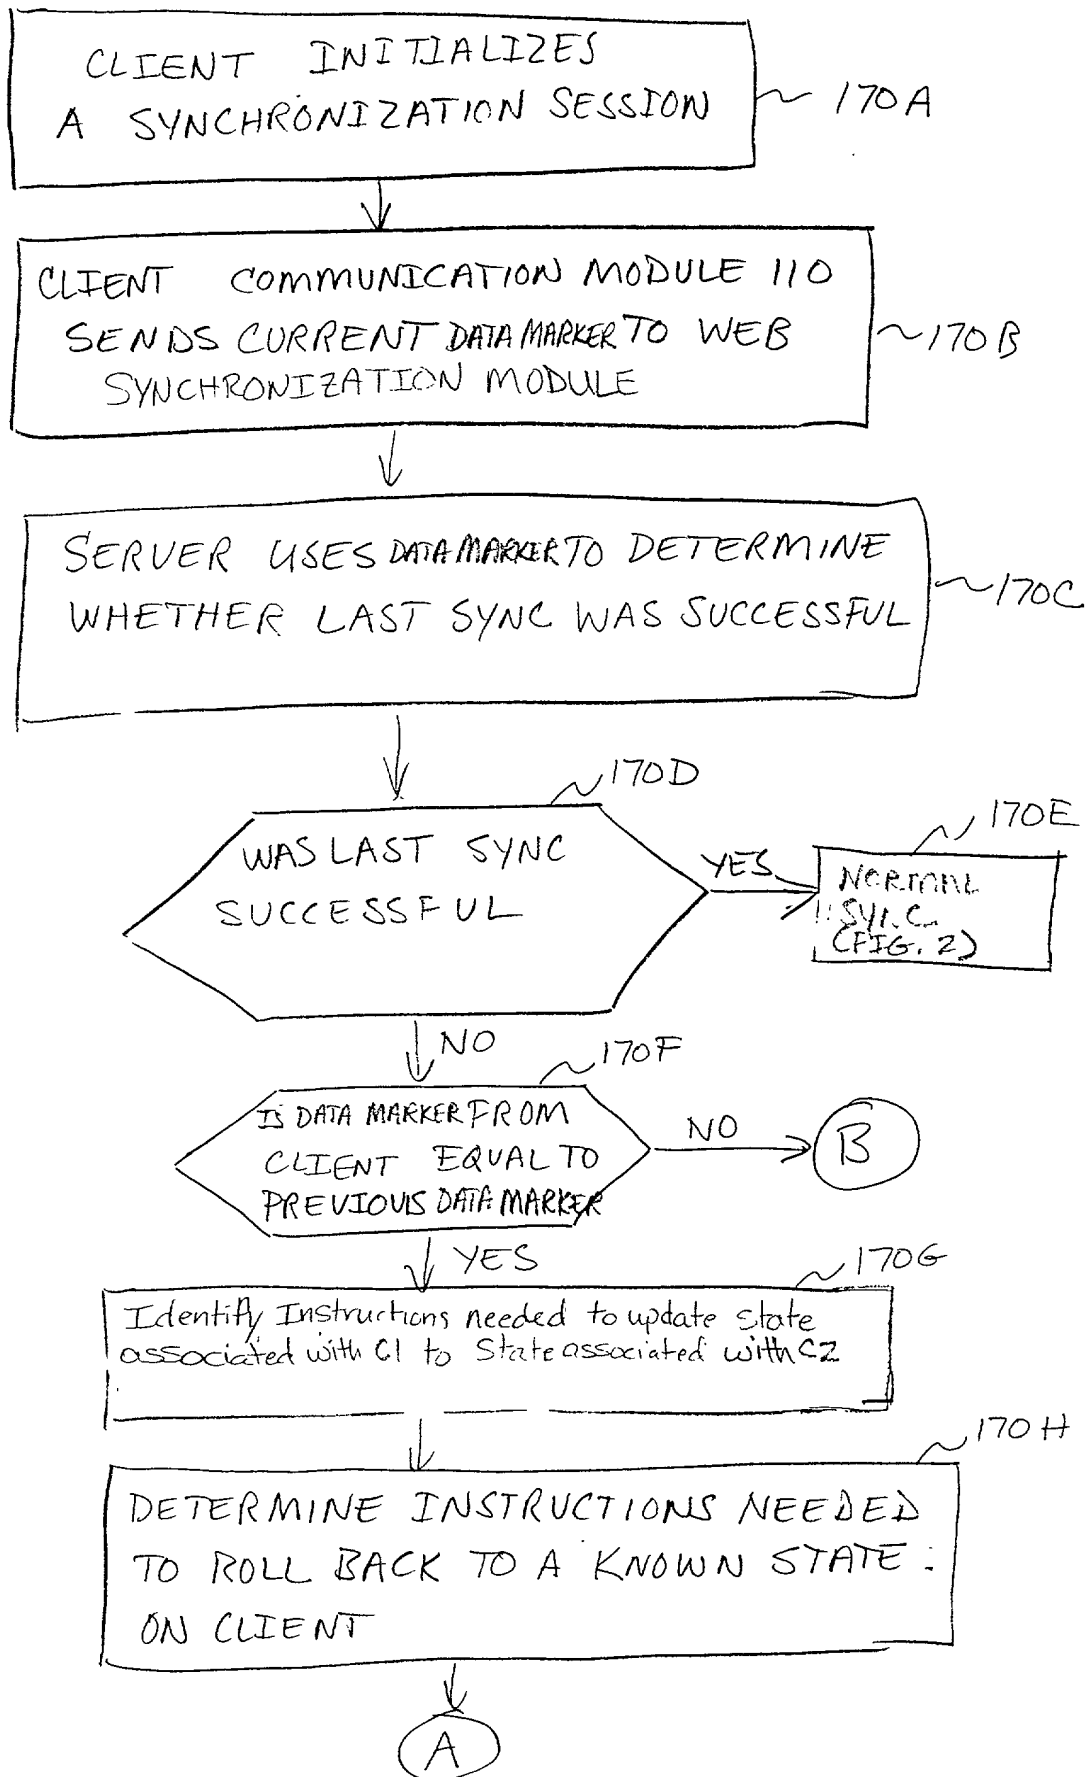 CLIENT INITIALIZES
A SYNCHRONIZATION SESSION
170A
CLIENT COMMUNICATION MODULE 110
SENDS CURRENT DATA MARKER TO WEB
SYNCHRONIZATION MODULE
170B
SERVER USES DATA MARKER TO DETERMINE
WHETHER LAST SYNC WAS SUCCESSFUL
170C
170D
WAS LAST SYNC
SUCCESSFUL
YES
170E
NORMAL
SYNC
(FIG. 2)
NO
170F
IS DATA MARKER FROM
CLIENT EQUAL TO
PREVIOUS DATA MARKER
NO
B
YES
170G
Identify Instructions needed to update state
associated with C1 to State associated with C2
170H
DETERMINE INSTRUCTIONS NEEDED
TO ROLL BACK TO A KNOWN STATE
ON CLIENT
A